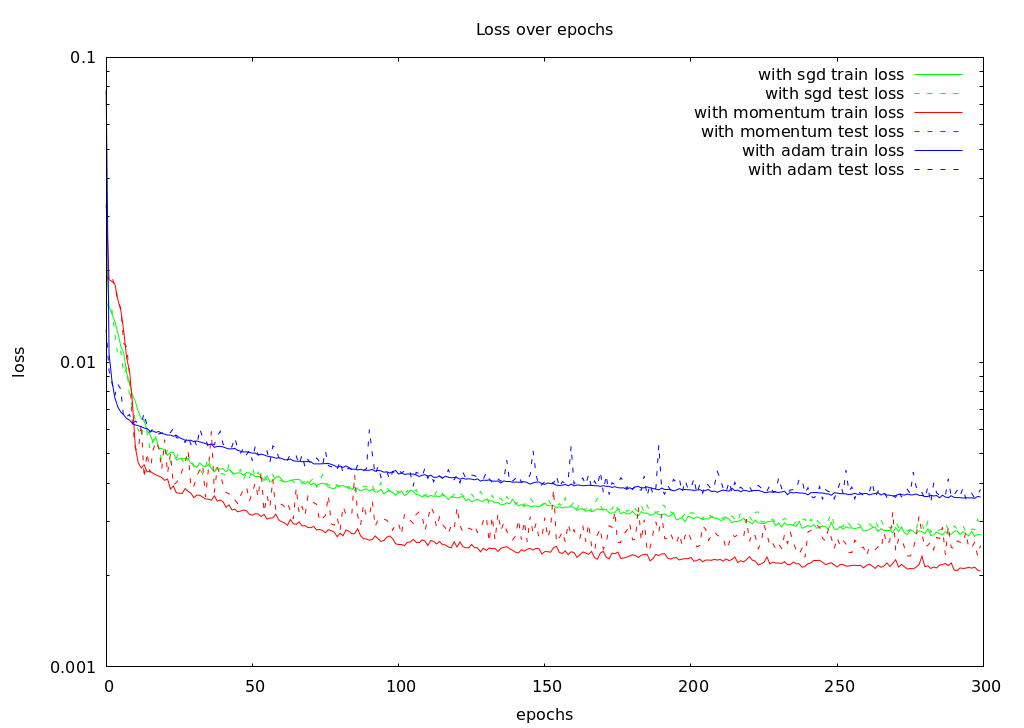 Loss over epochs
0.1
with sgd train loss
with sgd test loss
with momentum train loss
with momentum test loss
with adam train loss
with adam test loss
0.01
loss
0.001
0 50 100 150 200 250 300
epochs